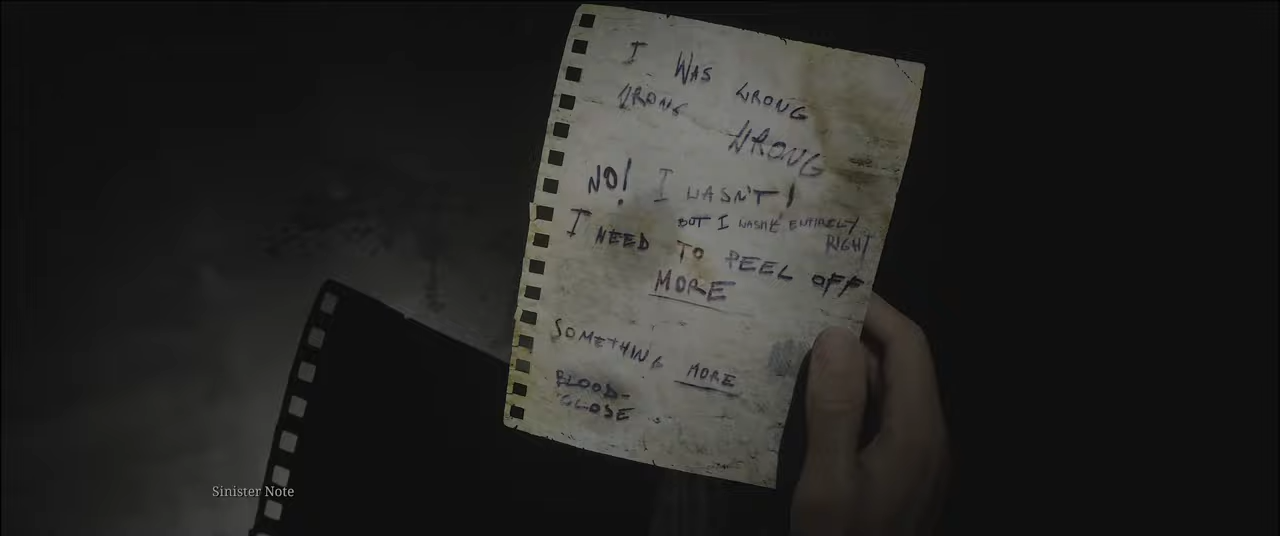 I WAS WRONG
WRONG
WRONG
NO! I WASN'T!
BUT I WASN'T ENTIRELY
RIGHT
I NEED TO PEEL OFF
MORE
SOMETHING MORE
BLOOD-
CLOSE
Sinister Note